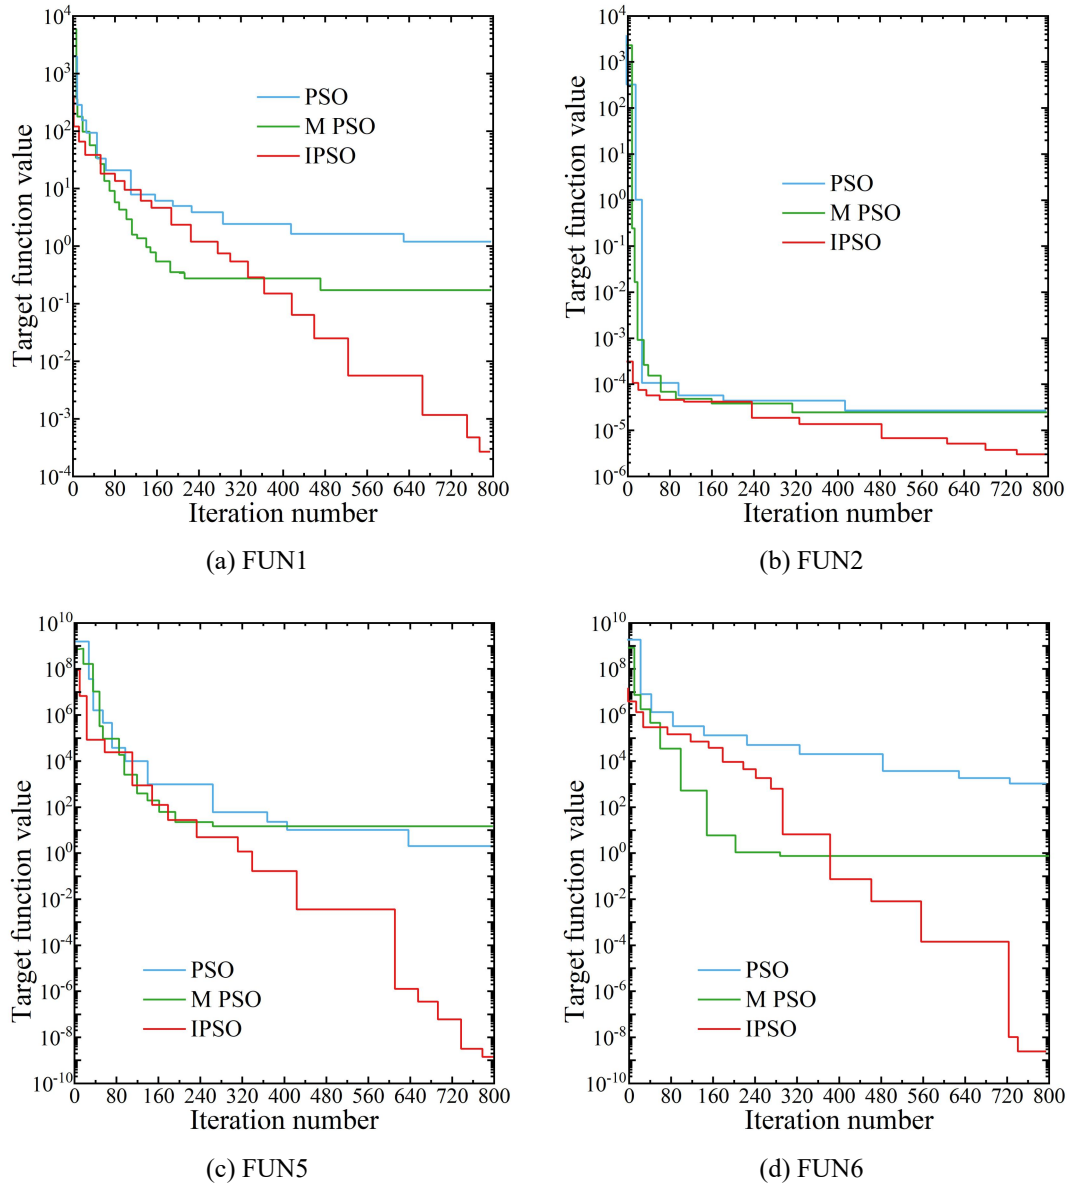 Target function value
10^4
10^3
10^2
10^1
10^0
10^-1
10^-2
10^-3
10^-4
PSO
M PSO
IPSO
0 80 160 240 320 400 480 560 640 720 800
Iteration number
(a) FUN1
Target function value
10^4
10^3
10^2
10^1
10^0
10^-1
10^-2
10^-3
10^-4
10^-5
10^-6
PSO
M PSO
IPSO
0 80 160 240 320 400 480 560 640 720 800
Iteration number
(b) FUN2
Target function value
10^10
10^8
10^6
10^4
10^2
10^0
10^-2
10^-4
10^-6
10^-8
10^-10
PSO
M PSO
IPSO
0 80 160 240 320 400 480 560 640 720 800
Iteration number
(c) FUN5
Target function value
10^10
10^8
10^6
10^4
10^2
10^0
10^-2
10^-4
10^-6
10^-8
10^-10
PSO
M PSO
IPSO
0 80 160 240 320 400 480 560 640 720 800
Iteration number
(d) FUN6